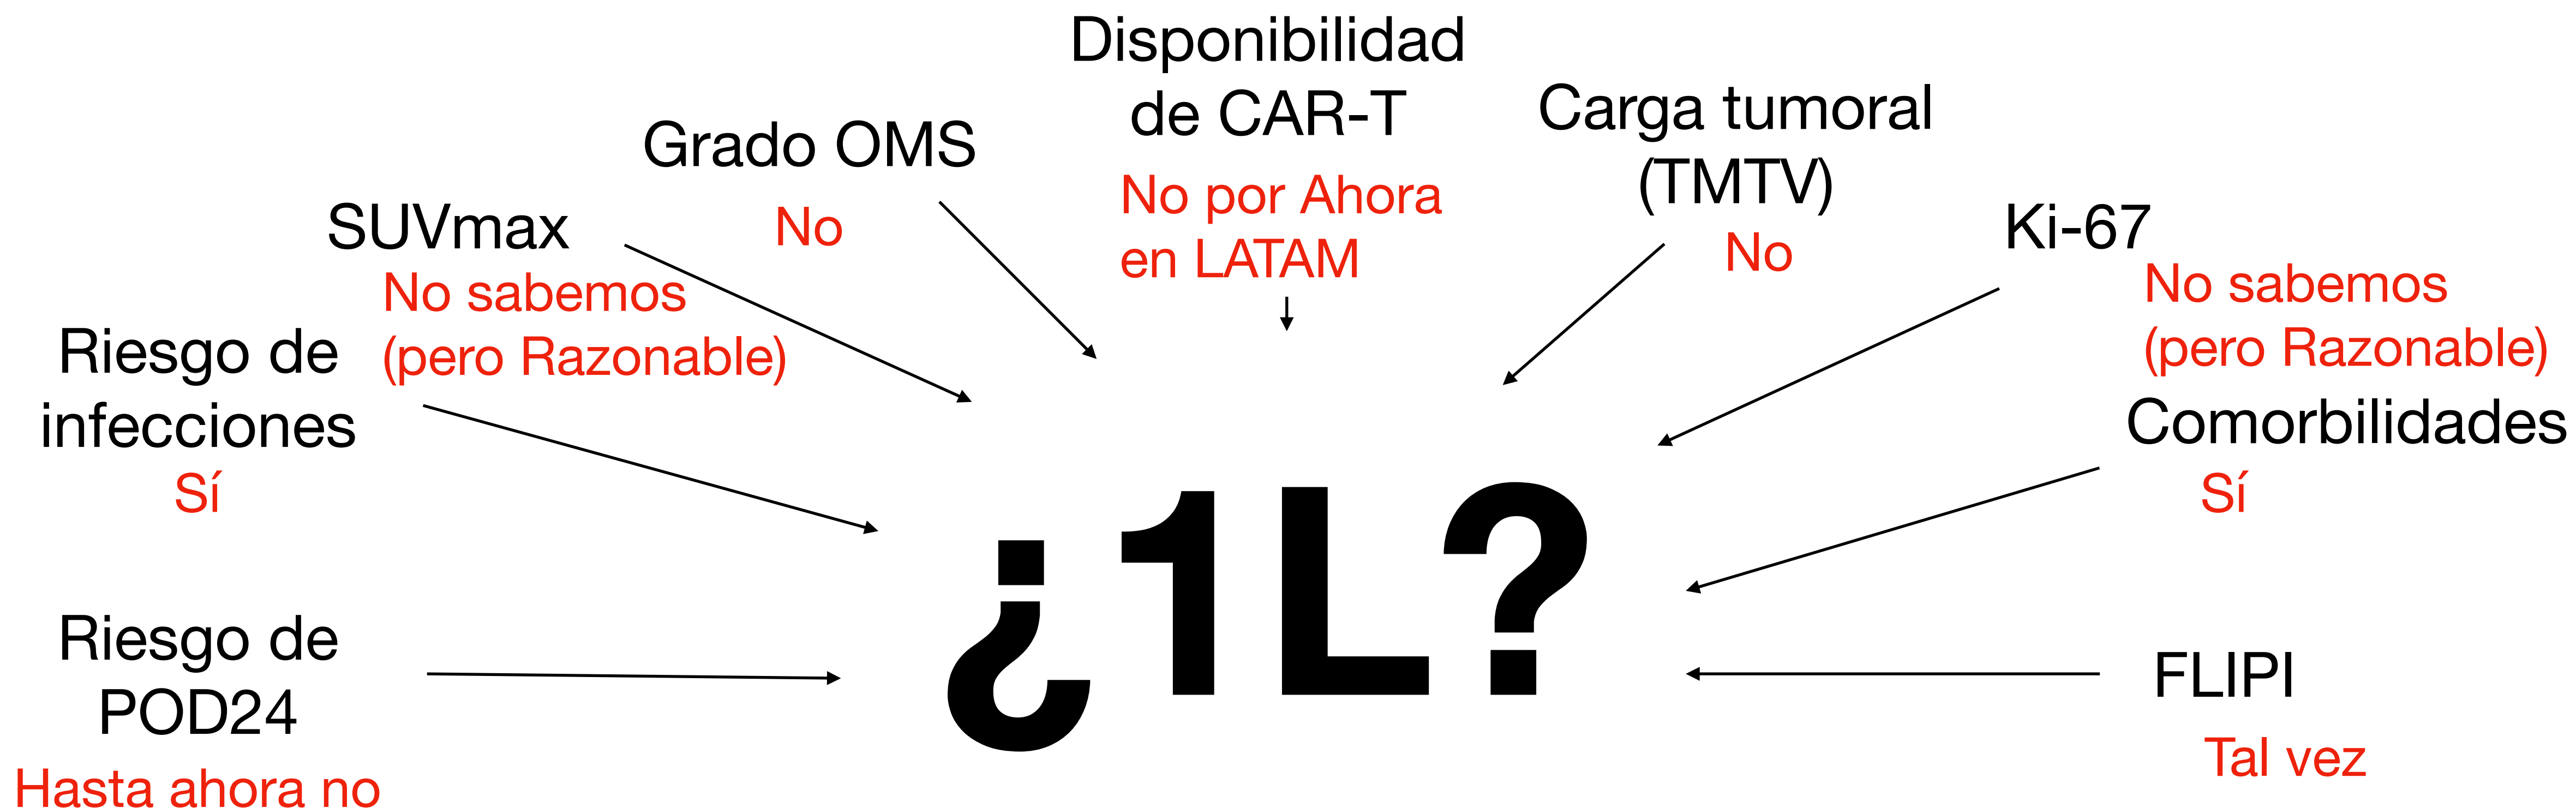 Disponibilidad
de CAR-T
No por Ahora
en LATAM
Carga tumoral
(TMTV)
No
Grado OMS
No
SUVmax
No sabemos
(pero Razonable)
Ki-67
No sabemos
(pero Razonable)
Riesgo de
infecciones
Sí
Comorbilidades
Sí
¿1L?
Riesgo de
POD24
Hasta ahora no
FLIPI
Tal vez